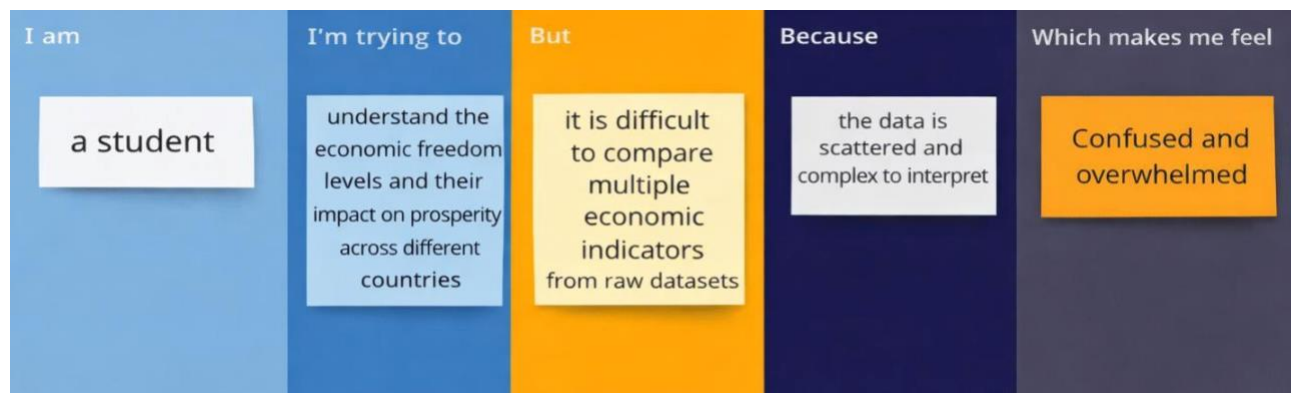 I am
a student
I'm trying to
understand the
economic freedom
levels and their
impact on prosperity
across different
countries
But
it is difficult
to compare
multiple
economic
indicators
from raw datasets
Because
the data is
scattered and
complex to interpret
Which makes me feel
Confused and
overwhelmed